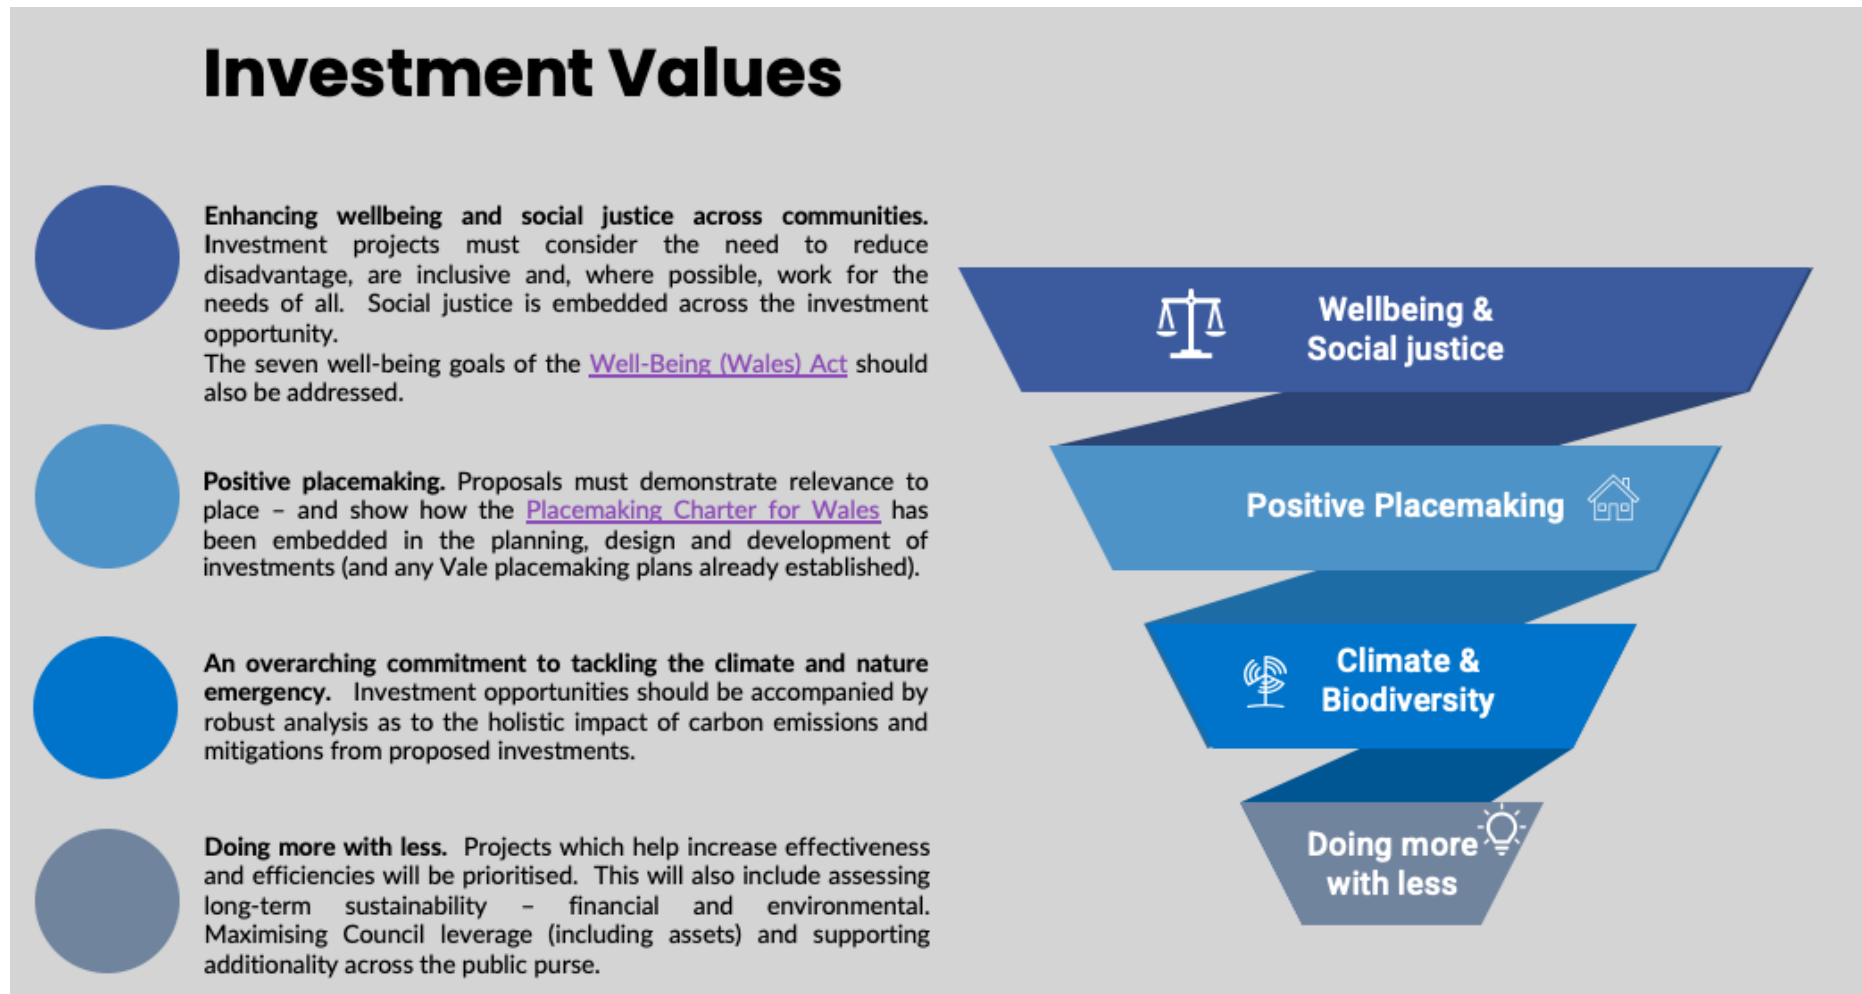 Investment Values
Enhancing wellbeing and social justice across communities.
Investment projects must consider the need to reduce
disadvantage, are inclusive and, where possible, work for the
needs of all. Social justice is embedded across the investment
opportunity.
The seven well-being goals of the Well-Being (Wales) Act should
also be addressed.
Positive placemaking. Proposals must demonstrate relevance to
place – and show how the Placemaking Charter for Wales has
been embedded in the planning, design and development of
investments (and any Vale placemaking plans already established).
An overarching commitment to tackling the climate and nature
emergency. Investment opportunities should be accompanied by
robust analysis as to the holistic impact of carbon emissions and
mitigations from proposed investments.
Doing more with less. Projects which help increase effectiveness
and efficiencies will be prioritised. This will also include assessing
long-term sustainability – financial and environmental.
Maximising Council leverage (including assets) and supporting
additionality across the public purse.
Wellbeing &
Social justice
Positive Placemaking
Climate &
Biodiversity
Doing more
with less